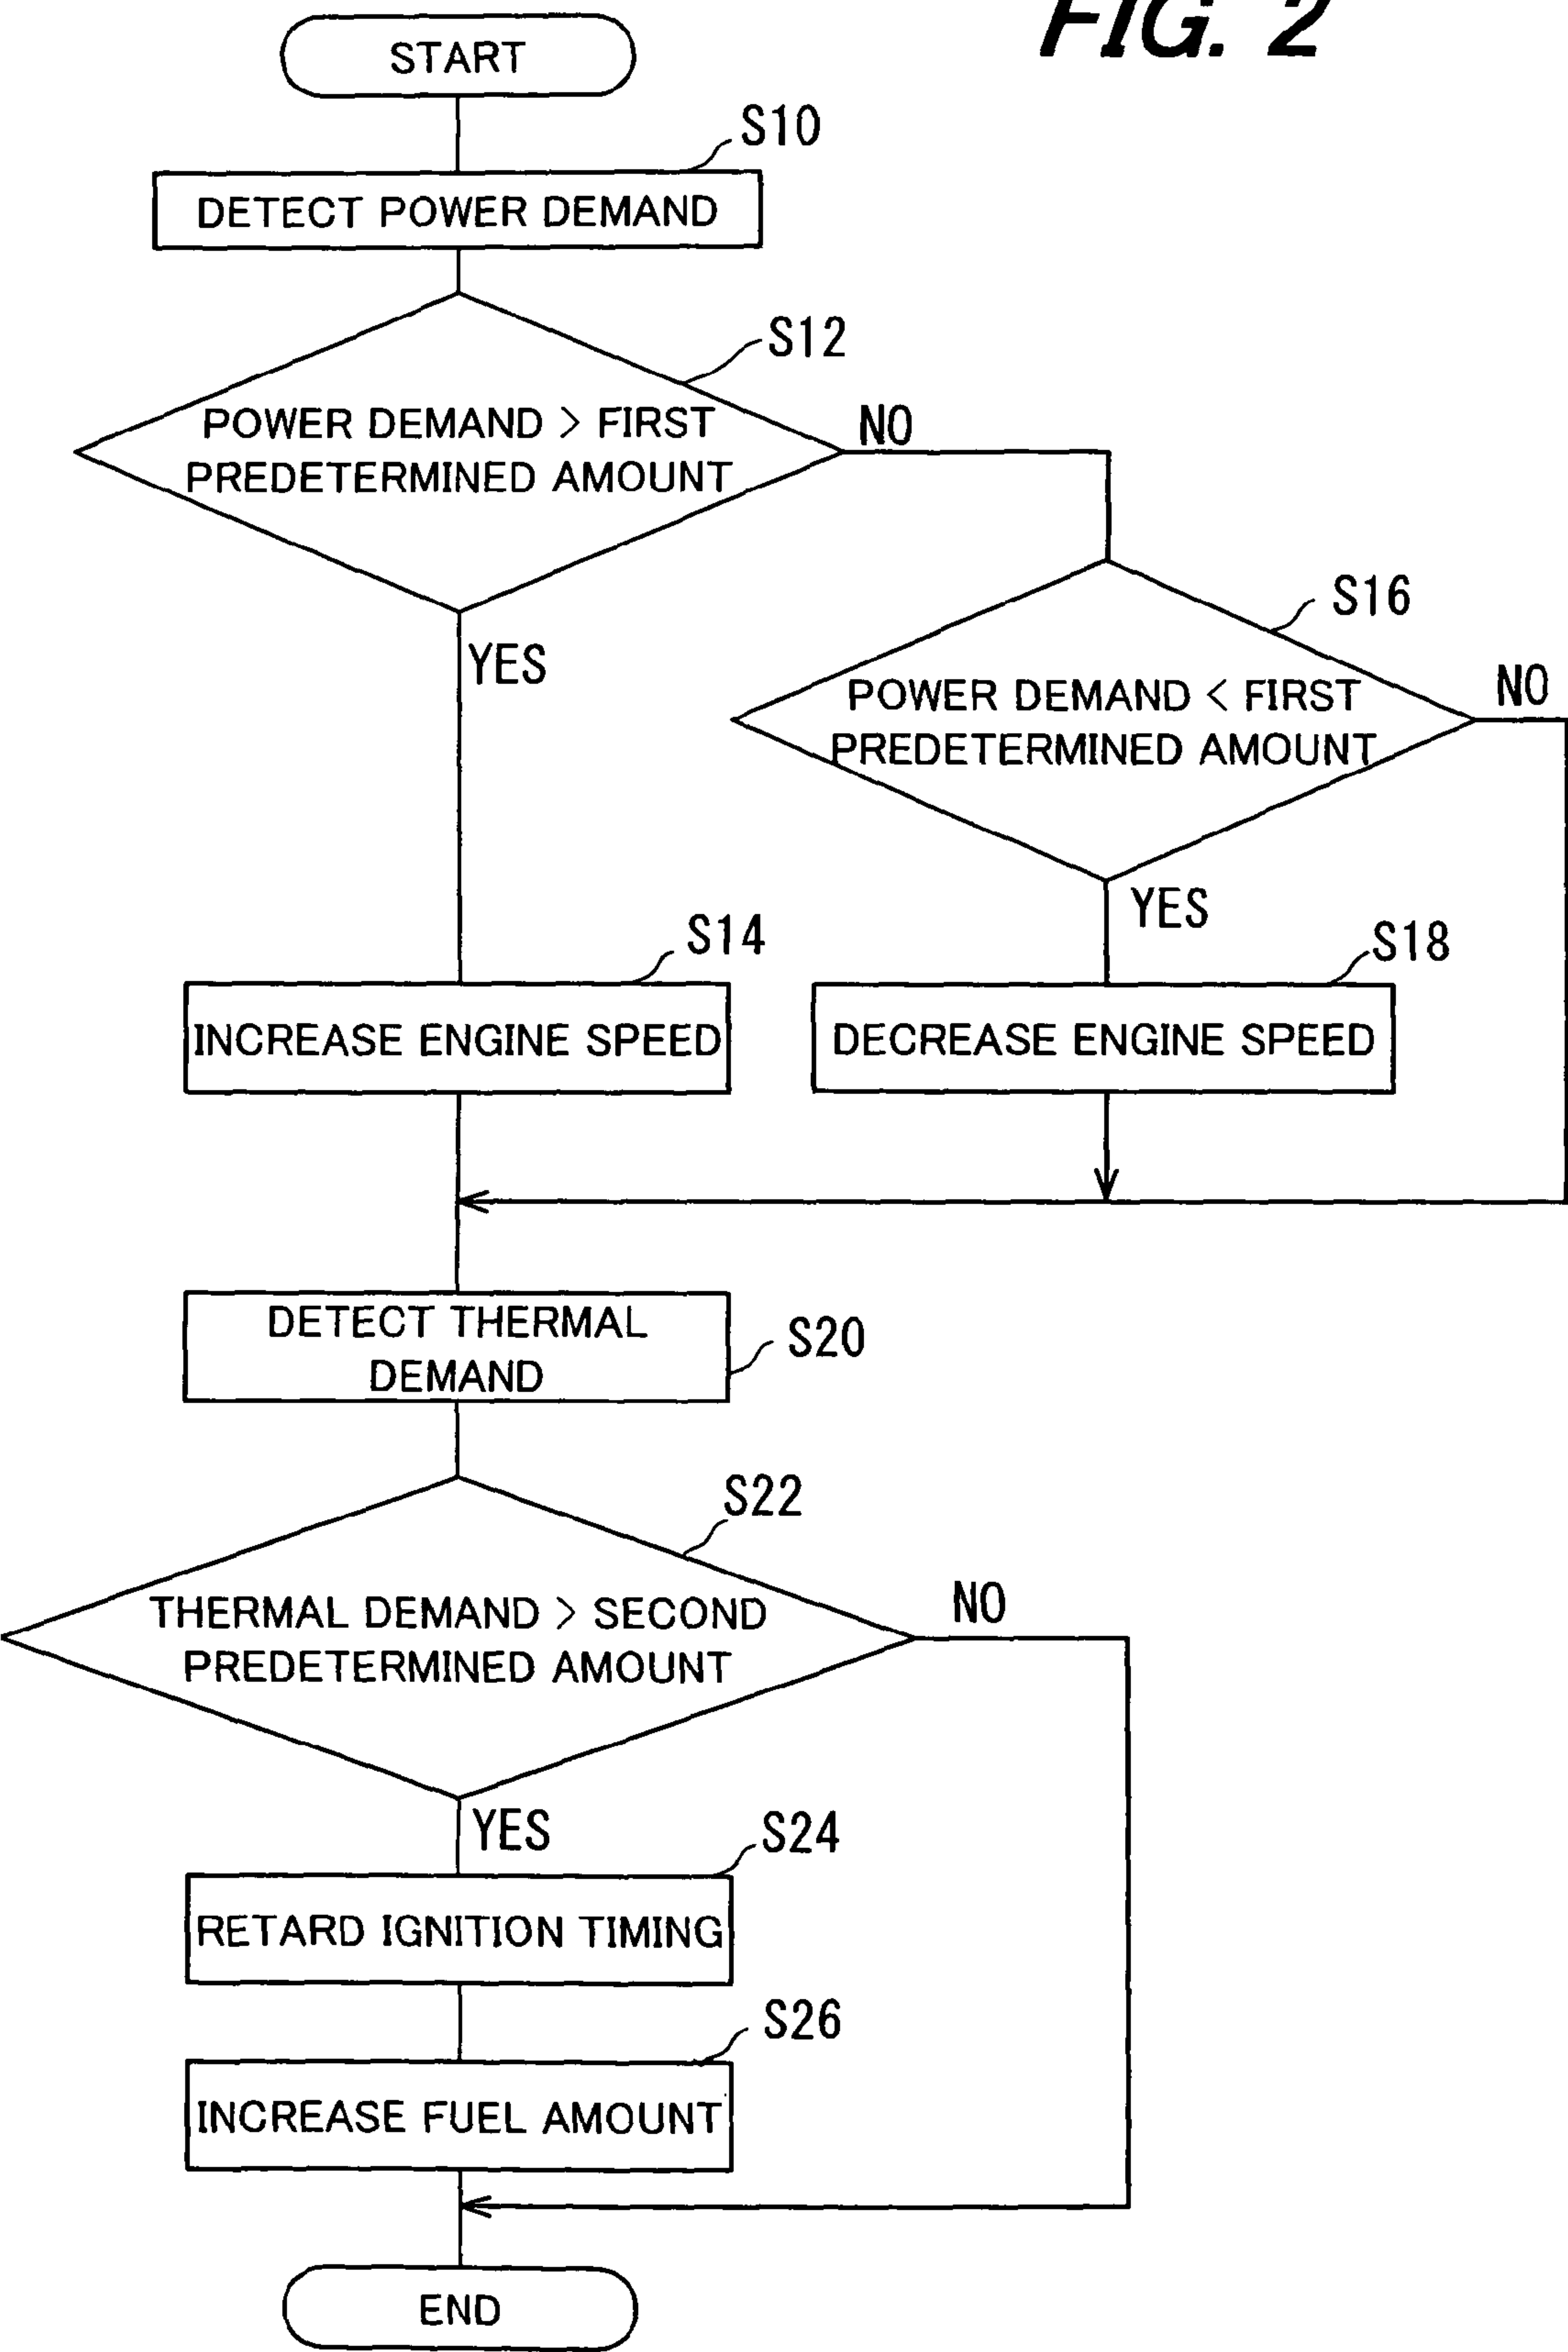 FIG. 2
START
S10
DETECT POWER DEMAND
S12
POWER DEMAND > FIRST
PREDETERMINED AMOUNT
NO
YES
S16
POWER DEMAND < FIRST
PREDETERMINED AMOUNT
NO
YES
S14
INCREASE ENGINE SPEED
S18
DECREASE ENGINE SPEED
DETECT THERMAL
DEMAND
S20
S22
THERMAL DEMAND > SECOND
PREDETERMINED AMOUNT
NO
YES
S24
RETARD IGNITION TIMING
S26
INCREASE FUEL AMOUNT
END